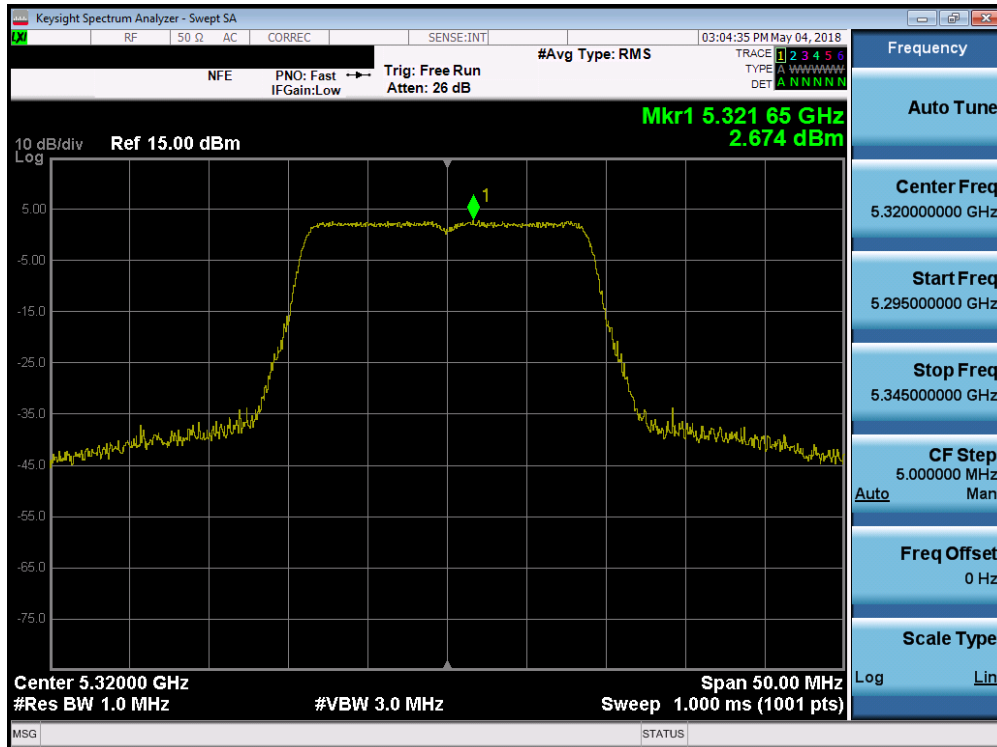 Keysight Spectrum Analyzer - Swept SA
LXI RF 50 Ω AC CORREC SENSE:INT 03:04:35 PM May 04, 2018
Frequency
NFE PNO: Fast Trig: Free Run #Avg Type: RMS TRACE 1 2 3 4 5 6
IFGain:Low Atten: 26 dB TYPE A WWWWW
DET A N N N N N
Auto Tune
Mkr1 5.321 65 GHz
2.674 dBm
10 dB/div Ref 15.00 dBm
Log
1
5.00
-5.00
-15.0
-25.0
-35.0
-45.0
-55.0
-65.0
-75.0
Center 5.32000 GHz Span 50.00 MHz
#Res BW 1.0 MHz #VBW 3.0 MHz Sweep 1.000 ms (1001 pts)
Center Freq
5.320000000 GHz
Start Freq
5.295000000 GHz
Stop Freq
5.345000000 GHz
CF Step
5.000000 MHz
Auto Man
Freq Offset
0 Hz
Scale Type
Log Lin
MSG STATUS